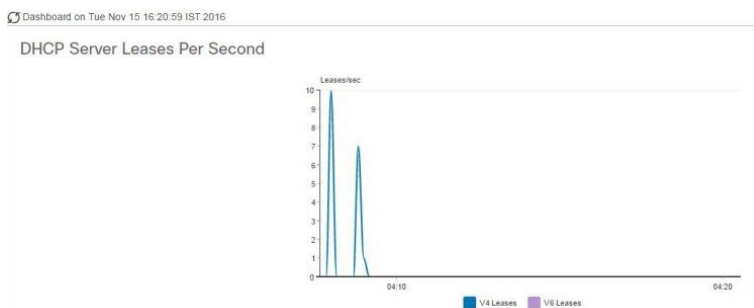 Dashboard on Tue Nov 15 16:20:59 IST 2016
DHCP Server Leases Per Second
Leases/sec
10
9
8
7
6
5
4
3
2
1
0
04:10
04:20
V4 Leases
V6 Leases